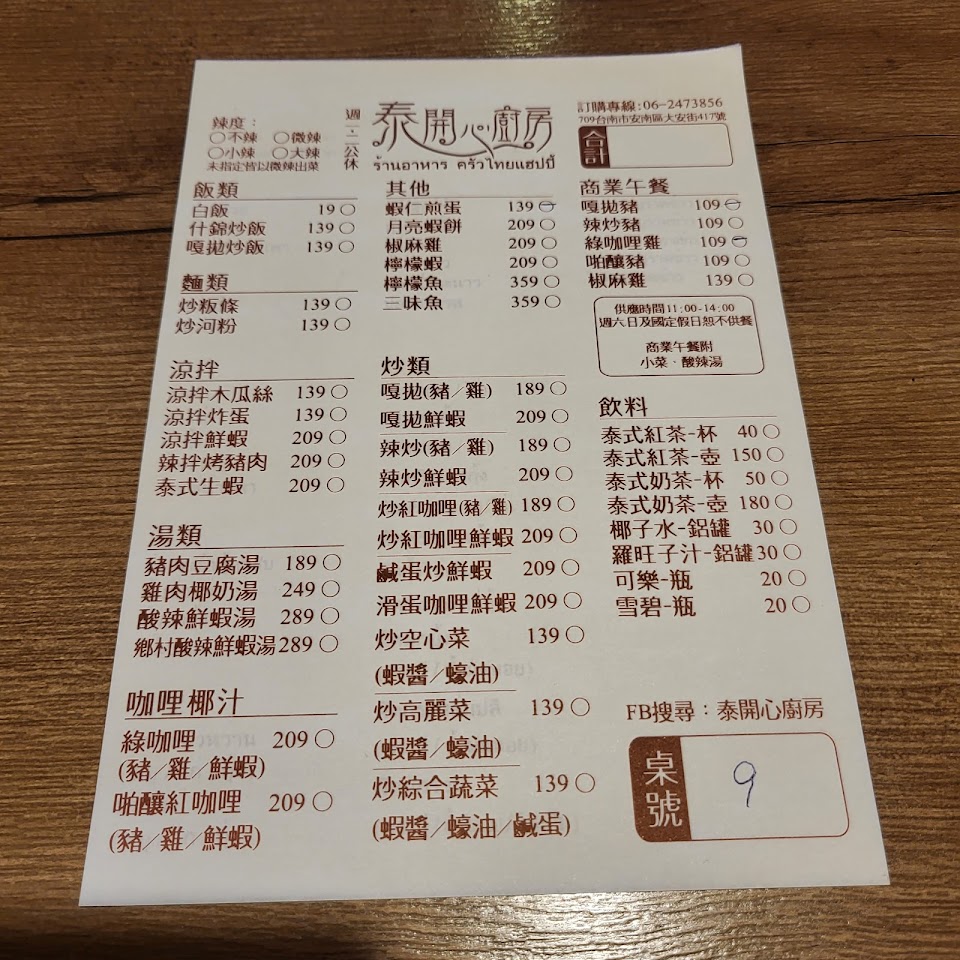 辣度：
○不辣 ○微辣
○小辣 ○大辣
未指定皆以微辣出菜
週一、二公休
泰開心廚房
ร้านอาหาร ครัวไทยแฮปปี้
訂購專線:06-2473856
709台南市安南區大安街417號
合計
飯類
白飯 19○
什錦炒飯 139○
嘎拋炒飯 139○
麵類
炒粄條 139○
炒河粉 139○
涼拌
涼拌木瓜絲 139○
涼拌炸蛋 139○
涼拌鮮蝦 209○
辣拌烤豬肉 209○
泰式生蝦 209○
湯類
豬肉豆腐湯 189○
雞肉椰奶湯 249○
酸辣鮮蝦湯 289○
鄉村酸辣鮮蝦湯 289○
咖哩椰汁
綠咖哩 209○
(豬／雞／鮮蝦)
啪釀紅咖哩 209○
(豬／雞／鮮蝦)
其他
蝦仁煎蛋 139○
月亮蝦餅 209○
椒麻雞 209○
檸檬蝦 209○
檸檬魚 359○
三味魚 359○
炒類
嘎拋(豬／雞) 189○
嘎拋鮮蝦 209○
辣炒(豬／雞) 189○
辣炒鮮蝦 209○
炒紅咖哩(豬／雞) 189○
炒紅咖哩鮮蝦 209○
鹹蛋炒鮮蝦 209○
滑蛋咖哩鮮蝦 209○
炒空心菜 139○
(蝦醬／蠔油)
炒高麗菜 139○
(蝦醬／蠔油)
炒綜合蔬菜 139○
(蝦醬／蠔油／鹹蛋)
商業午餐
嘎拋豬 109○
辣炒豬 109○
綠咖哩雞 109○
啪釀豬 109○
椒麻雞 139○
供應時間11:00-14:00
週六日及國定假日恕不供餐
商業午餐附
小菜．酸辣湯
飲料
泰式紅茶-杯 40○
泰式紅茶-壺 150○
泰式奶茶-杯 50○
泰式奶茶-壺 180○
椰子水-鋁罐 30○
羅旺子汁-鋁罐 30○
可樂-瓶 20○
雪碧-瓶 20○
FB搜尋：泰開心廚房
桌號
9